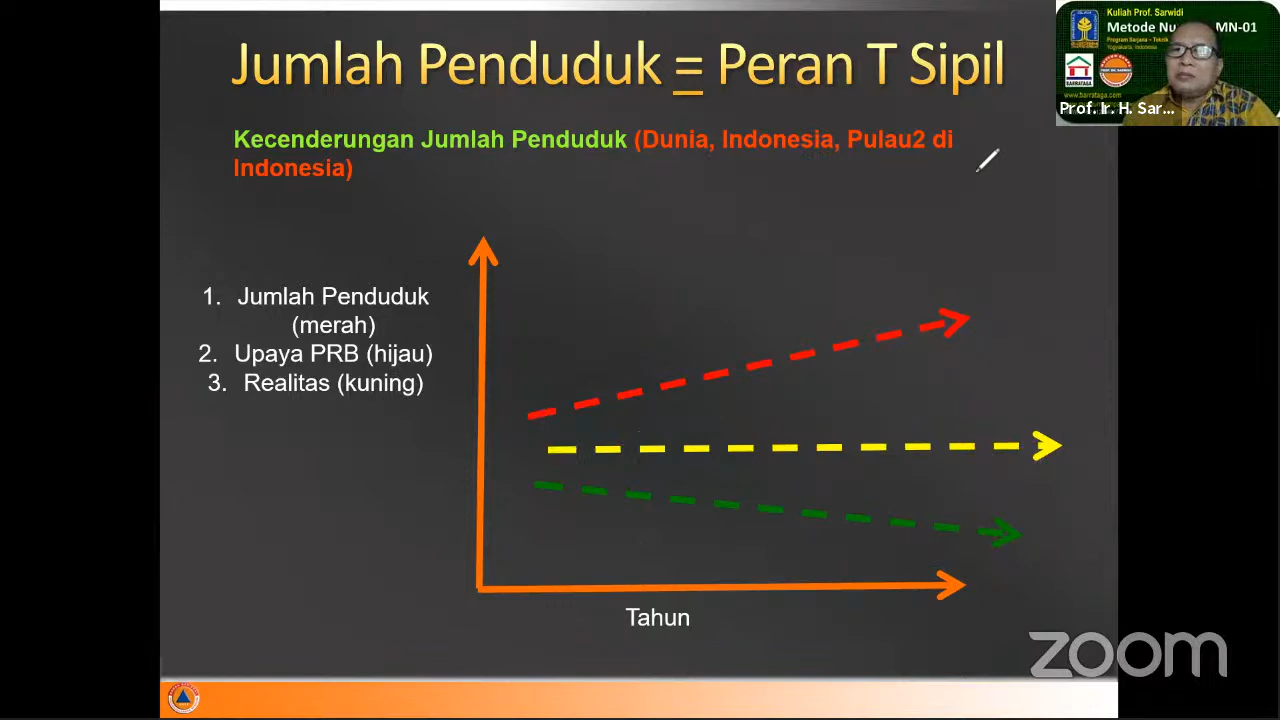 Jumlah Penduduk = Peran T Sipil
Kecenderungan Jumlah Penduduk (Dunia, Indonesia, Pulau2 di
Indonesia)
1. Jumlah Penduduk
(merah)
2. Upaya PRB (hijau)
3. Realitas (kuning)
Tahun
Kuliah Prof. Sarwidi
Metode Nu MN-01
Program Sarjana - Teknik
Yogyakarta, Indonesia
BARRATAGA
www.barrataga.com
Prof. Ir. H. Sar...
zoom